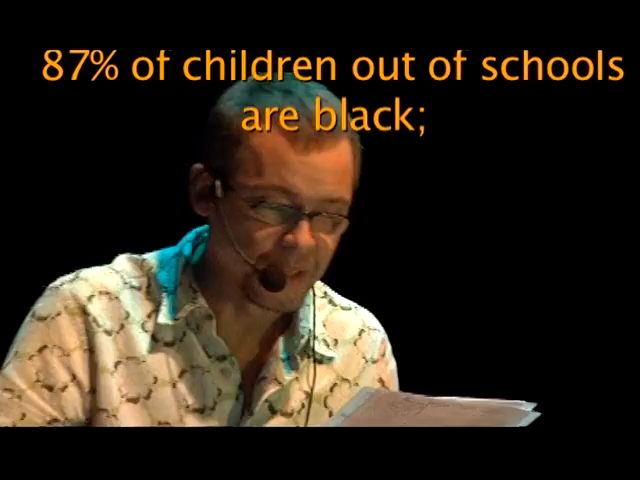 87% of children out of schools
are black;